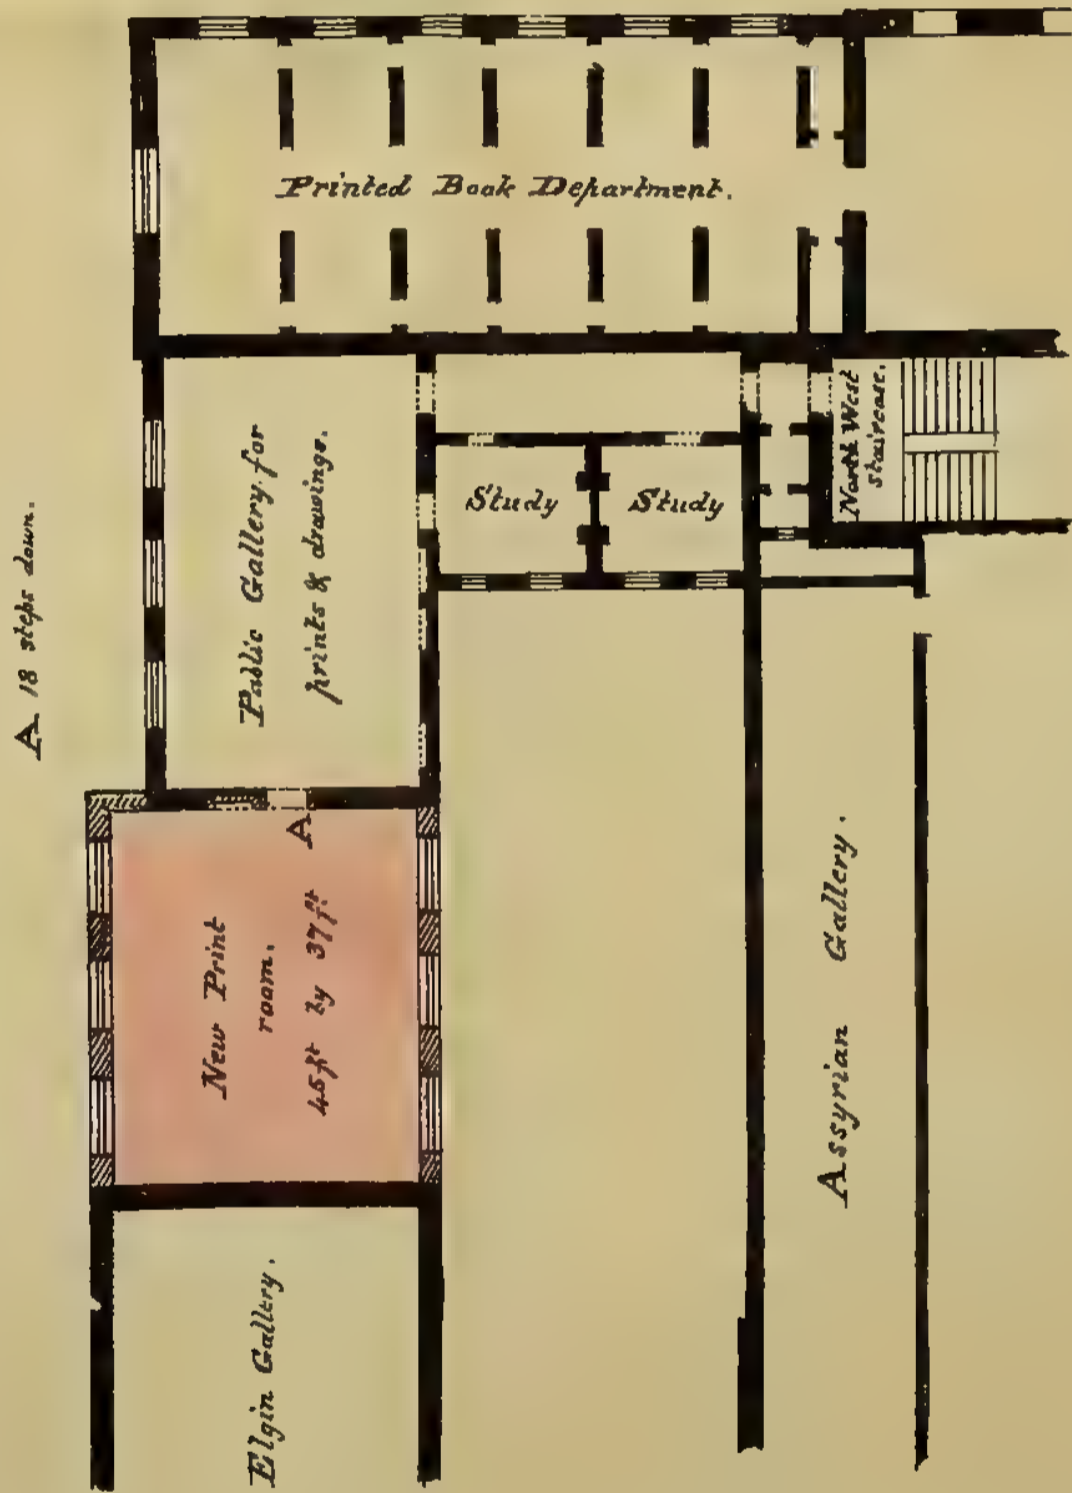 Printed Book Department.
North West
staircase.
Study
Study
Public Gallery for
prints & drawings.
A 18 steps down.
A
New Print
room.
45ft by 37ft
Assyrian Gallery.
Elgin Gallery.